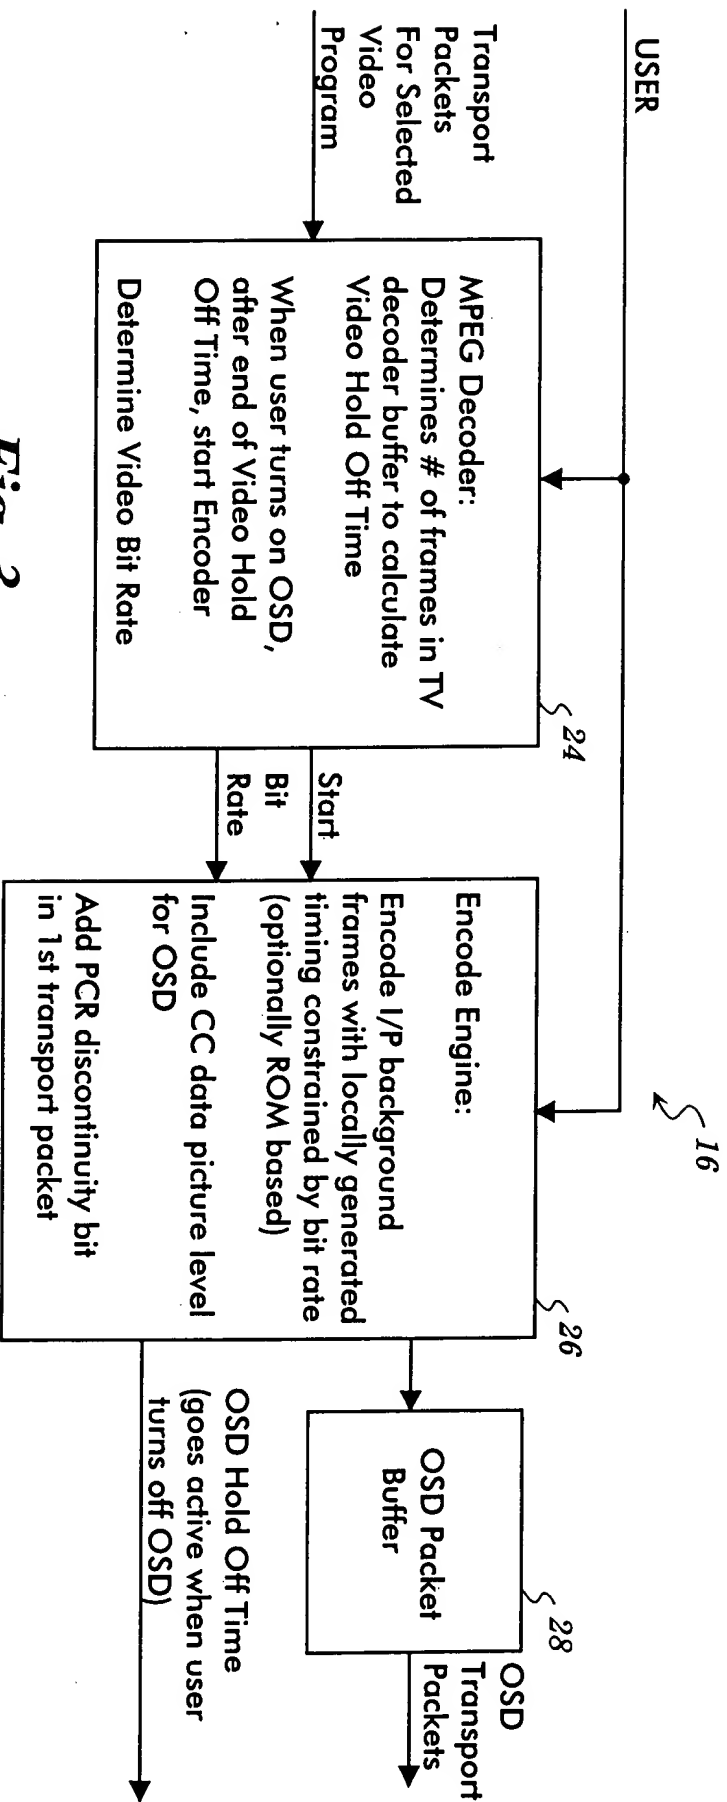 USER
Transport
Packets
For Selected
Video
Program
MPEG Decoder:
Determines # of frames in TV
decoder buffer to calculate
Video Hold Off Time
When user turns on OSD,
after end of Video Hold
Off Time, start Encoder
Determine Video Bit Rate
24
Start
Bit
Rate
16
Encode Engine:
Encode I/P background
frames with locally generated
timing constrained by bit rate
(optionally ROM based)
Include CC data picture level
for OSD
Add PCR discontinuity bit
in 1st transport packet
26
OSD Packet
Buffer
28
OSD
Transport
Packets
OSD Hold Off Time
(goes active when user
turns off OSD)